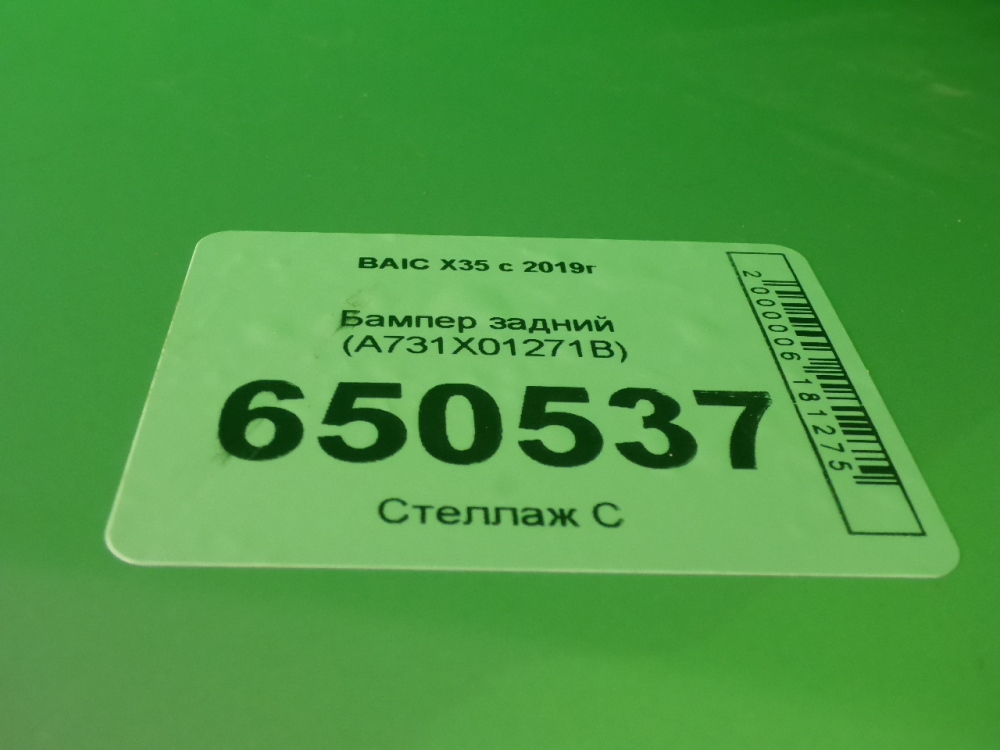 BAIC X35 с 2019г
Бампер задний
(A731X01271B)
650537
Стеллаж С
2000006181275